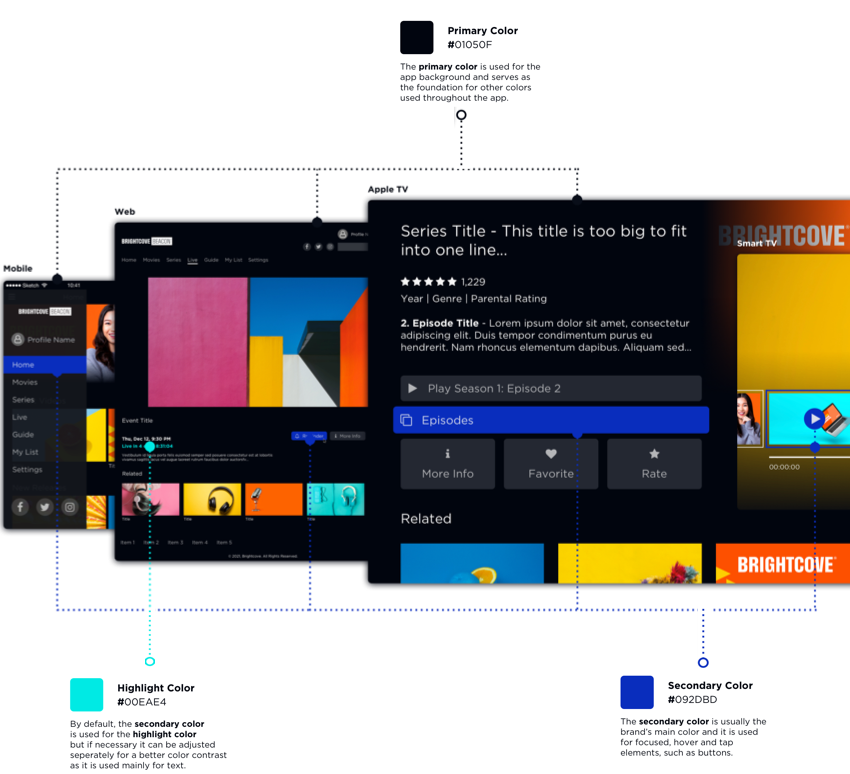 Primary Color
#01050F
The primary color is used for the
app background and serves as
the foundation for other colors
used throughout the app.
Apple TV
Web
Mobile
Series Title - This title is too big to fit
into one line...
1,229
Year | Genre | Parental Rating
2. Episode Title - Lorem ipsum dolor sit amet, consectetur
adipiscing elit. Duis tempor condimentum purus eu
hendrerit. Nam rhoncus elementum dapibus. Aliquam sed...
Play Season 1: Episode 2
Episodes
More Info
Favorite
Rate
Related
BRIGHTCOVE
Smart TV
00:00:00
BRIGHTCOVE
BRIGHTCOVE BEACON
Profile
Home Movies Series Live Guide My List Settings
Event Title
Thu, Dec 12, 9:30 PM
Live in
More Info
Related
Title
Title
Title
Title
Item 1 Item 2 Item 3 Item 4 Item 5
© 2021, Brightcove, All Rights Reserved.
Sketch
10:41
BRIGHTCOVE BEACON
Profile Name
Home
Movies
Series
Live
Guide
My List
Settings
Highlight Color
#00EAE4
By default, the secondary color
is used for the highlight color
but if necessary it can be adjusted
seperately for a better color contrast
as it is used mainly for text.
Secondary Color
#092DBD
The secondary color is usually the
brand's main color and it is used
for focused, hover and tap
elements, such as buttons.